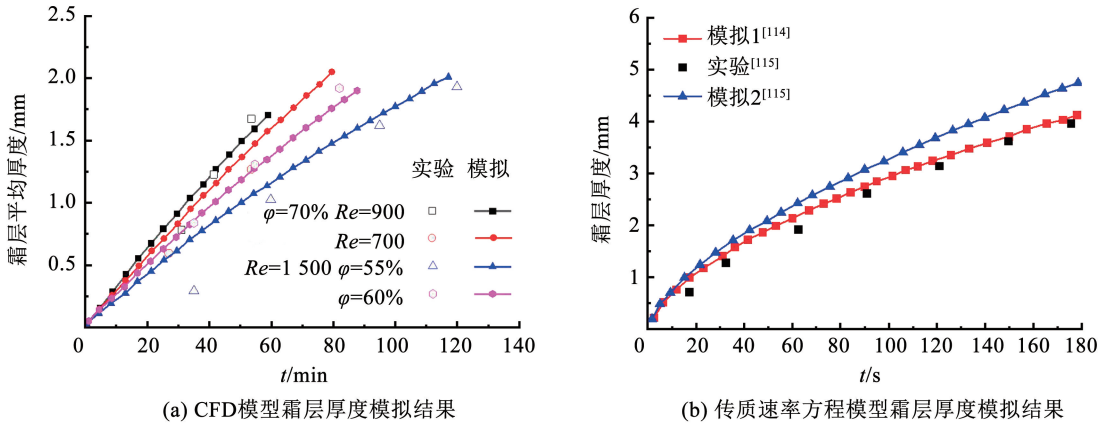 霜层平均厚度/mm
2.5
2.0
1.5
1.0
0.5
0
20
40
60
80
100
120
140
t/min
实验 模拟
φ=70% Re=900
Re=700
Re=1 500 φ=55%
φ=60%
(a) CFD模型霜层厚度模拟结果
霜层厚度/mm
6
5
4
3
2
1
0
20
40
60
80
100
120
140
160
180
t/s
模拟1[114]
实验[115]
模拟2[115]
(b) 传质速率方程模型霜层厚度模拟结果